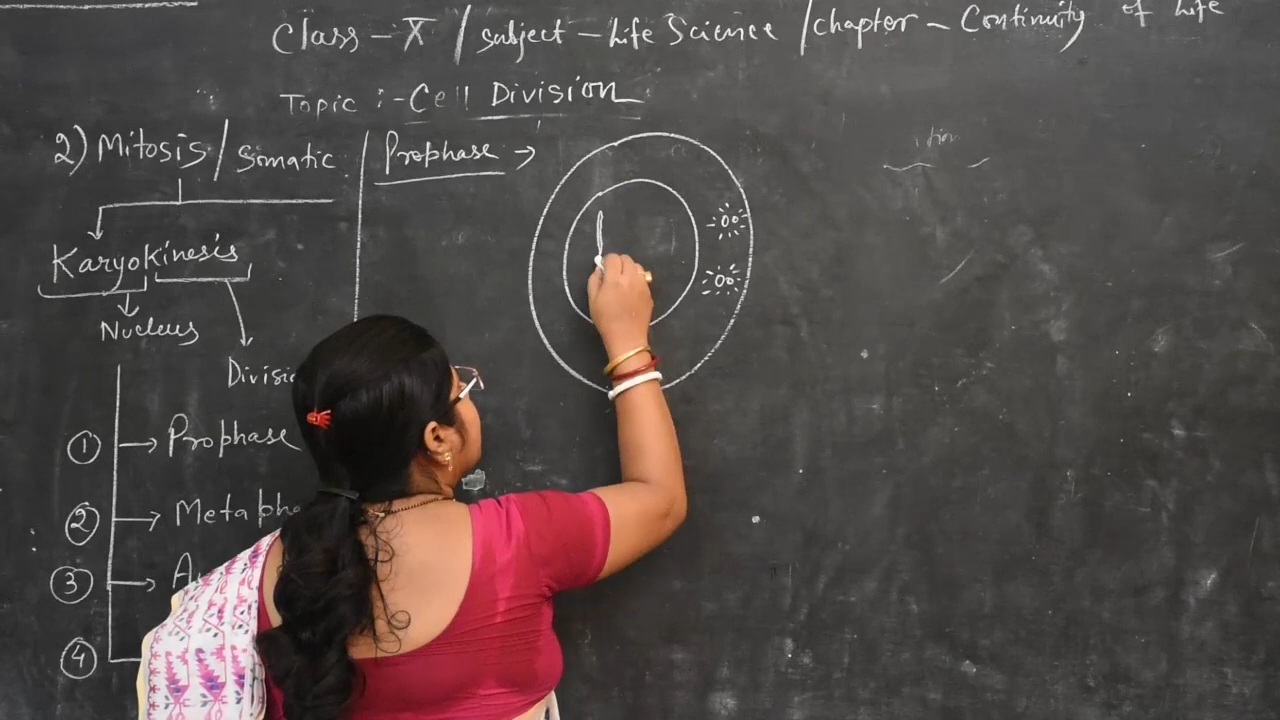 Class - X / subject - Life Science / chapter - Continuity of Life
Topic :- Cell Division
2) Mitosis / Somatic
Prophase →
Karyokinesis
Nucleus
Divisi
1 → Prophase
2 → Metapha
3 → A
4